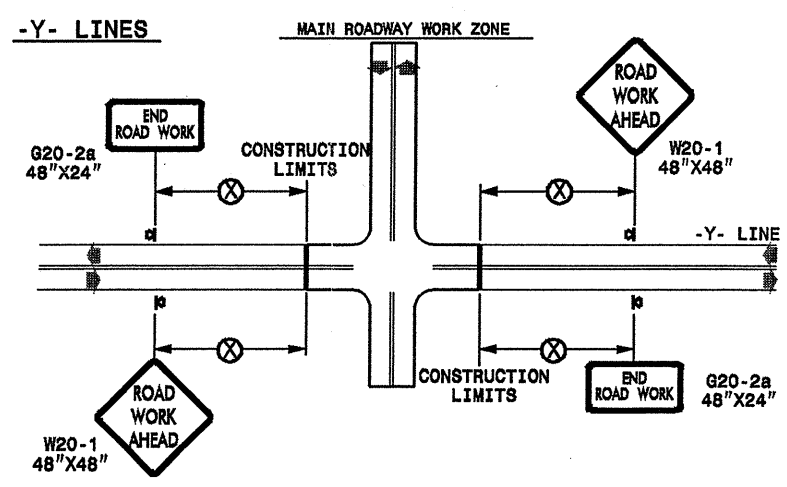 -Y- LINES
MAIN ROADWAY WORK ZONE
END
ROAD WORK
G20-2a
48"X24"
CONSTRUCTION
LIMITS
X
ROAD
WORK
AHEAD
W20-1
48"X48"
X
-Y- LINE
X
X
ROAD
WORK
AHEAD
W20-1
48"X48"
CONSTRUCTION
LIMITS
END
ROAD WORK
G20-2a
48"X24"